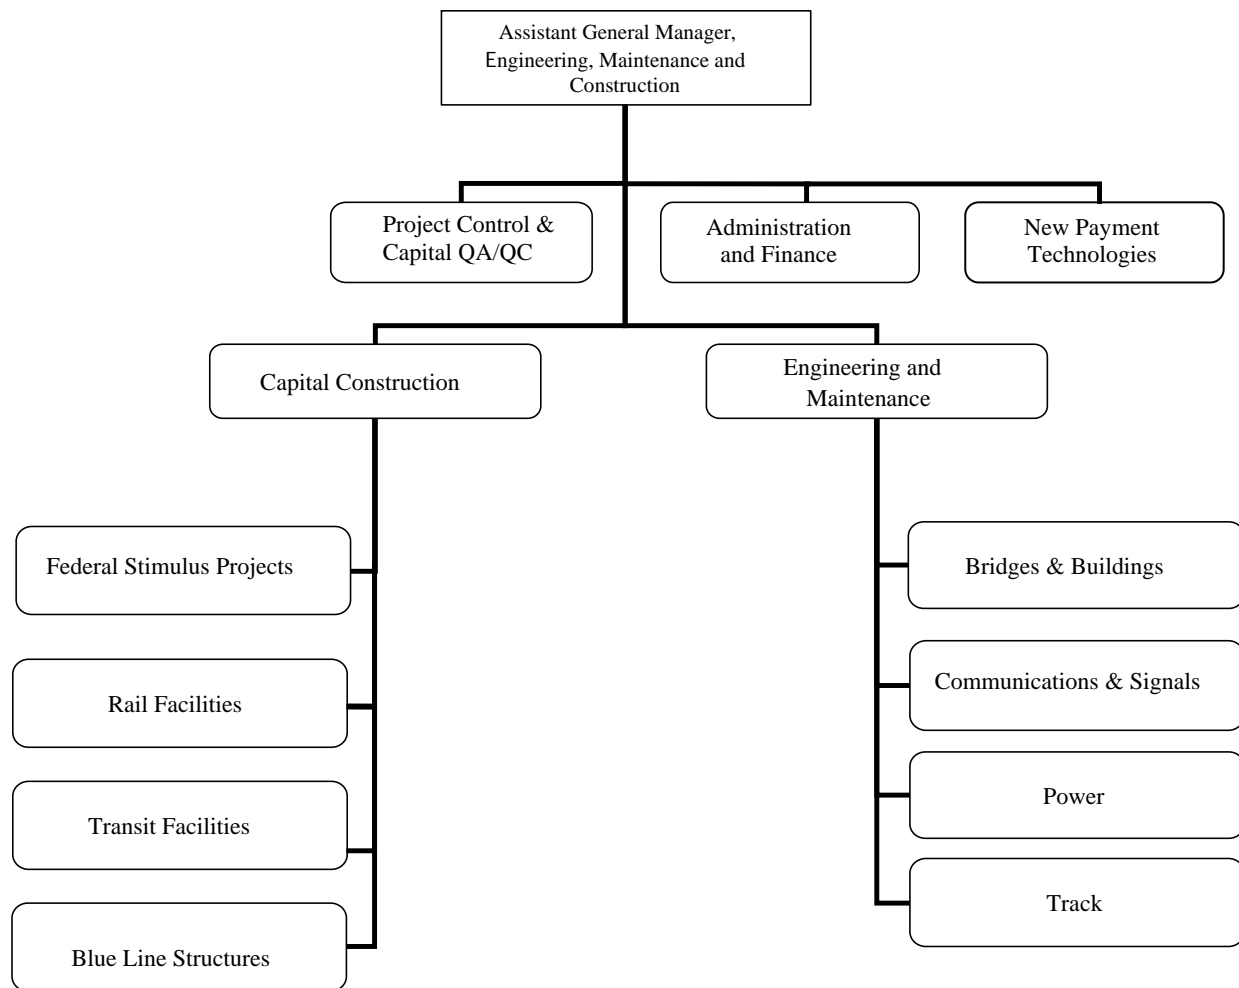 Assistant General Manager,
Engineering, Maintenance and
Construction
Project Control &
Capital QA/QC
Administration
and Finance
New Payment
Technologies
Capital Construction
Engineering and
Maintenance
Federal Stimulus Projects
Rail Facilities
Transit Facilities
Blue Line Structures
Bridges & Buildings
Communications & Signals
Power
Track